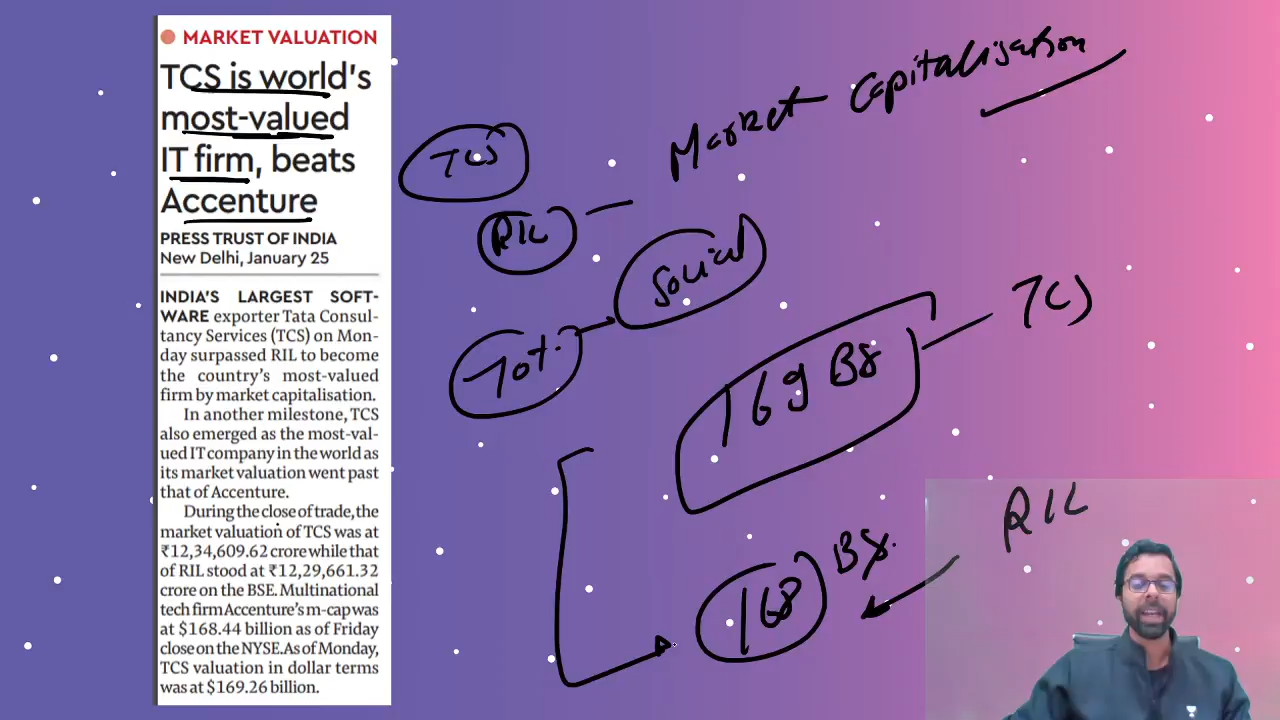 MARKET VALUATION
TCS is world's
most-valued
IT firm, beats
Accenture
PRESS TRUST OF INDIA
New Delhi, January 25
INDIA'S LARGEST SOFT-
WARE exporter Tata Consul-
tancy Services (TCS) on Mon-
day surpassed RIL to become
the country's most-valued
firm by market capitalisation.
In another milestone, TCS
also emerged as the most-val-
ued IT company in the world as
its market valuation went past
that of Accenture.
During the close of trade, the
market valuation of TCS was at
₹12,34,609.62 crore while that
of RIL stood at ₹12,29,661.32
crore on the BSE. Multinational
tech firm Accenture's m-cap was
at $168.44 billion as of Friday
close on the NYSE. As of Monday,
TCS valuation in dollar terms
was at $169.26 billion.
Market Capitalisation
TCS
RIL
Social
Tot.
TCS
169 B$
RIL
168 B$.